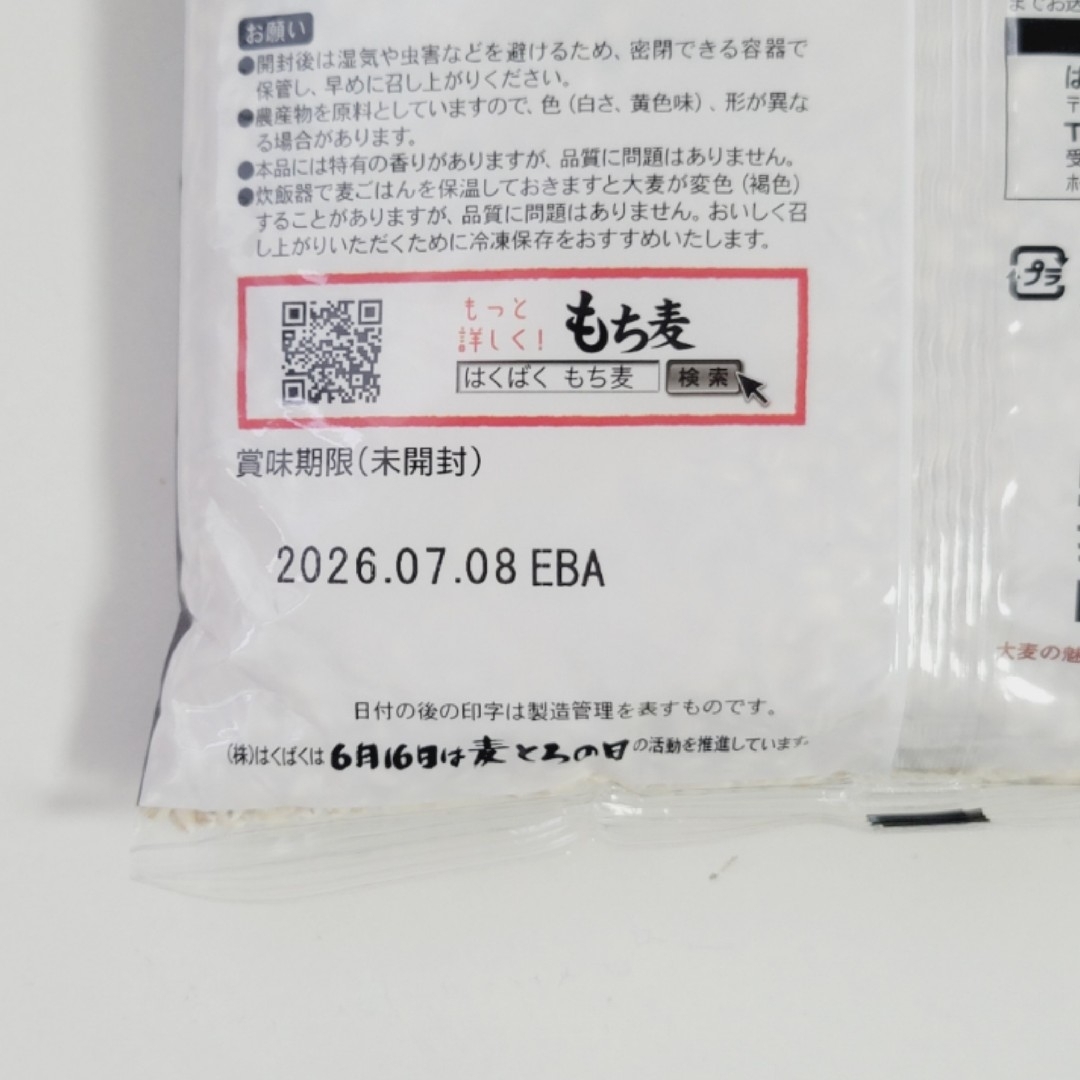 お願い
●開封後は湿気や虫害などを避けるため、密閉できる容器で
保管し、早めに召し上がりください。
●農産物を原料としていますので、色（白さ、黄色味）、形が異な
る場合があります。
●本品には特有の香りがありますが、品質に問題はありません。
●炊飯器で麦ごはんを保温しておきますと大麦が変色（褐色）
することがありますが、品質に問題はありません。おいしく召
し上がりいただくために冷凍保存をおすすめいたします。
もっと
詳しく！
もち麦
はくばく もち麦 検索
賞味期限（未開封）
2026.07.08 EBA
日付の後の印字は製造管理を表すものです。
（株）はくばくは6月16日は麦とろの日の活動を推進しています。
までお送
は
〒
T
受
ホ
プラ
大麦の魅